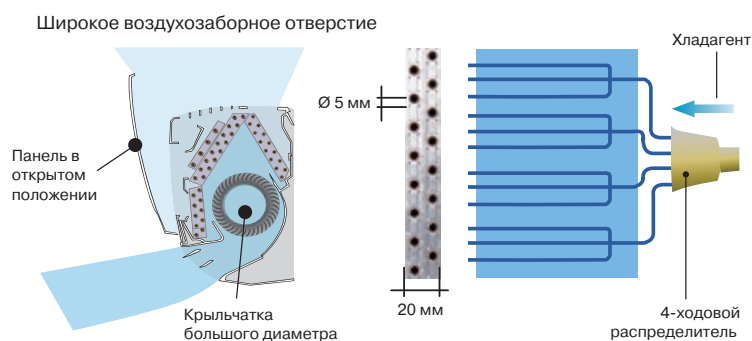 Широкое воздухозаборное отверстие
Хладагент
Ø 5 мм
Панель в
открытом
положении
Крыльчатка
большого диаметра
20 мм
4-ходовой
распределитель